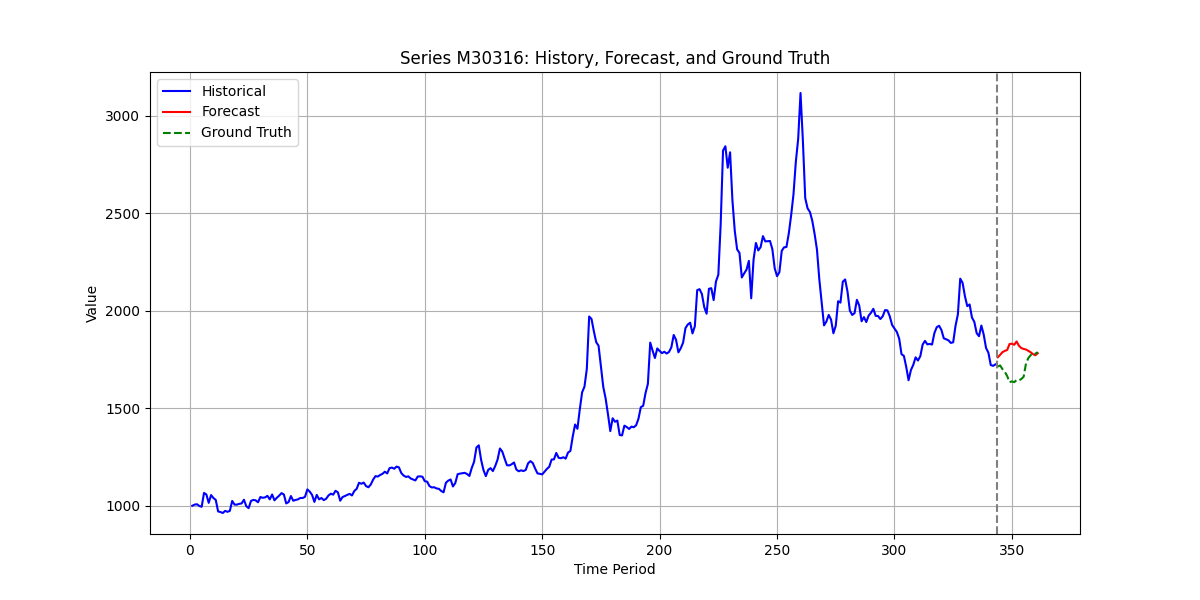 Series M30316: History, Forecast, and Ground Truth
Historical
Forecast
Ground Truth
3000
2500
2000
1500
1000
Value
0 50 100 150 200 250 300 350
Time Period